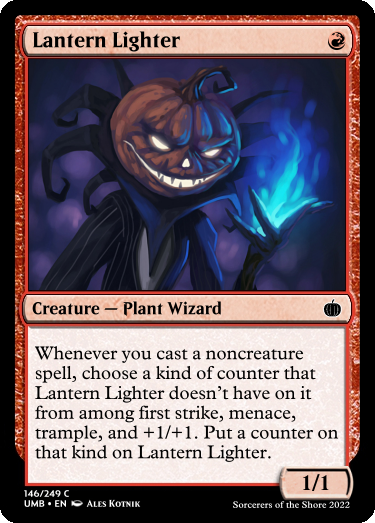 Lantern Lighter
Creature — Plant Wizard
Whenever you cast a noncreature
spell, choose a kind of counter that
Lantern Lighter doesn't have on it
from among first strike, menace,
trample, and +1/+1. Put a counter on
that kind on Lantern Lighter.
1/1
146/249 C
UMB • EN Ales Kotnik
Sorcerers of the Shore 2022